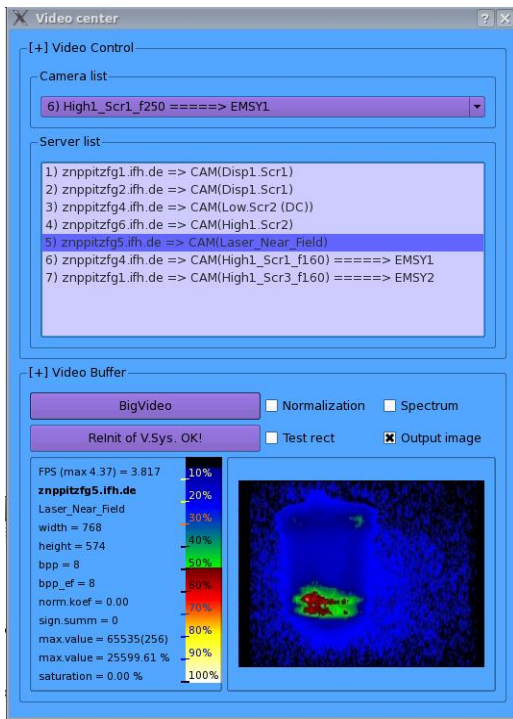 Video center
[+] Video Control
Camera list
6) High1_Scr1_f250 =====> EMSY1
Server list
1) znppitzfg1.ifh.de => CAM(Disp1.Scr1)
2) znppitzfg2.ifh.de => CAM(Disp1.Scr1)
3) znppitzfg4.ifh.de => CAM(Low.Scr2 (DC))
4) znppitzfg6.ifh.de => CAM(High1.Scr2)
5) znppitzfg5.ifh.de => CAM(Laser_Near_Field)
6) znppitzfg4.ifh.de => CAM(High1_Scr1_f160) =====> EMSY1
7) znppitzfg1.ifh.de => CAM(High1_Scr3_f160) =====> EMSY2
[+] Video Buffer
BigVideo
Normalization
Spectrum
ReInit of V.Sys. OK!
Test rect
Output image
FPS (max 4.37) = 3.817
znppitzfg5.ifh.de
Laser_Near_Field
width = 768
height = 574
bpp = 8
bpp_ef = 8
norm.koef = 0.00
sign.summ = 0
max.value = 65535(256)
max.value = 25599.61 %
saturation = 0.00 %
10%
20%
30%
40%
50%
60%
70%
80%
90%
100%